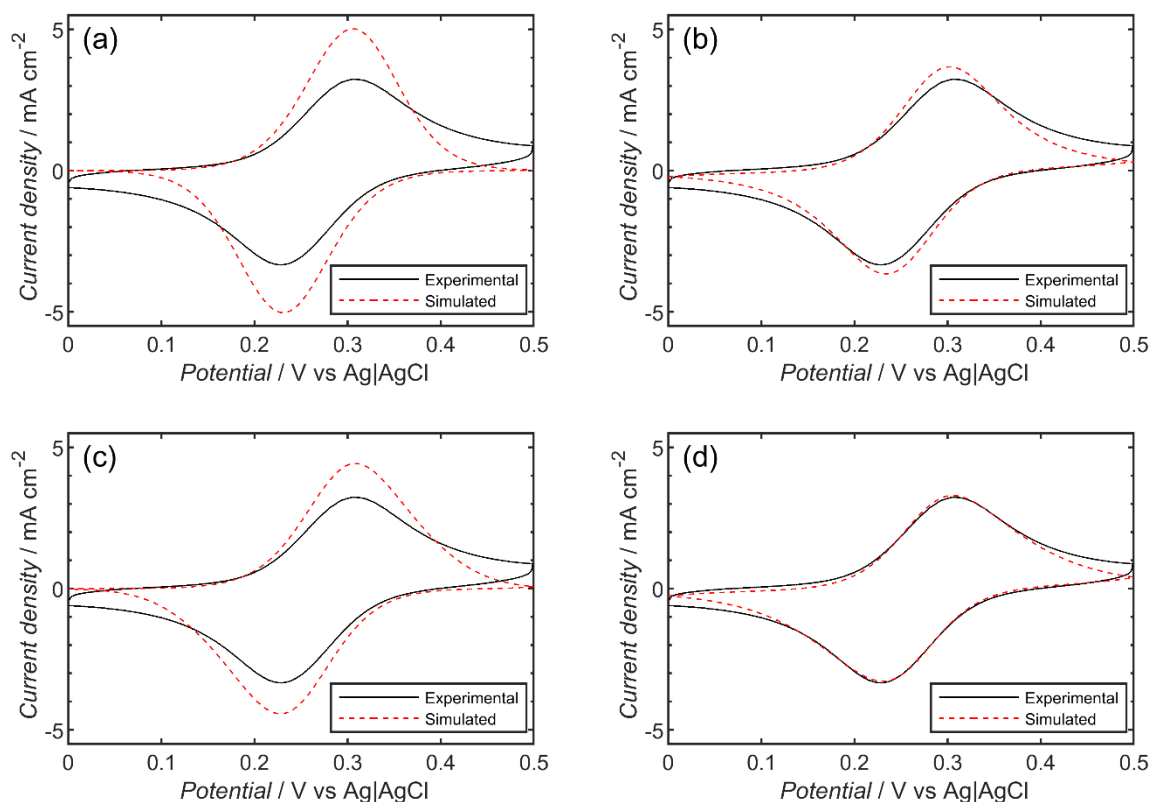 (a)
5
0
-5
Current density / mA cm⁻²
0 0.1 0.2 0.3 0.4 0.5
Potential / V vs Ag|AgCl
Experimental
Simulated
(b)
5
0
-5
Current density / mA cm⁻²
0 0.1 0.2 0.3 0.4 0.5
Potential / V vs Ag|AgCl
Experimental
Simulated
(c)
5
0
-5
Current density / mA cm⁻²
0 0.1 0.2 0.3 0.4 0.5
Potential / V vs Ag|AgCl
Experimental
Simulated
(d)
5
0
-5
Current density / mA cm⁻²
0 0.1 0.2 0.3 0.4 0.5
Potential / V vs Ag|AgCl
Experimental
Simulated